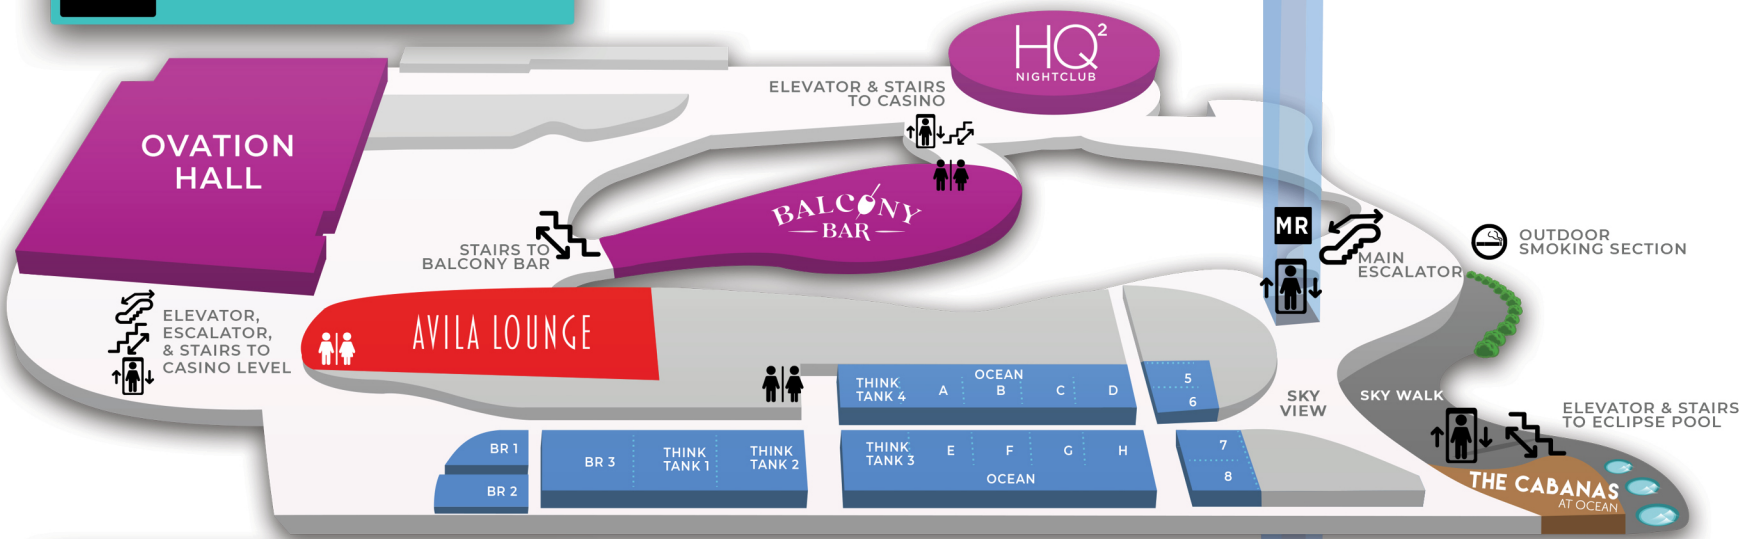 HQ²
NIGHTCLUB
ELEVATOR & STAIRS
TO CASINO
OVATION
HALL
BALCONY
BAR
STAIRS TO
BALCONY BAR
MR
MAIN
ESCALATOR
OUTDOOR
SMOKING SECTION
ELEVATOR,
ESCALATOR,
& STAIRS TO
CASINO LEVEL
AVILA LOUNGE
THINK
TANK 4
OCEAN
A B C D
5
6
SKY
VIEW
SKY WALK
ELEVATOR & STAIRS
TO ECLIPSE POOL
BR 1
BR 2
BR 3
THINK
TANK 1
THINK
TANK 2
THINK
TANK 3
E F G H
OCEAN
7
8
THE CABANAS
AT OCEAN